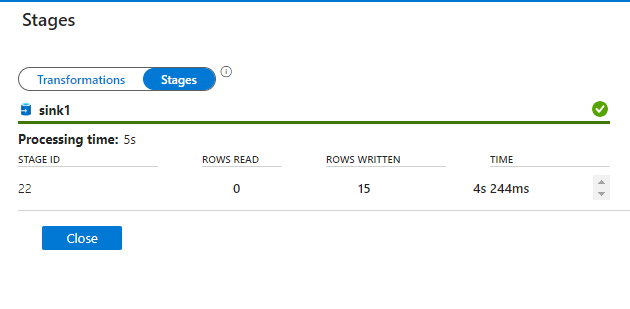 Stages
Transformations Stages
sink1
Processing time: 5s
STAGE ID ROWS READ ROWS WRITTEN TIME
22 0 15 4s 244ms
Close